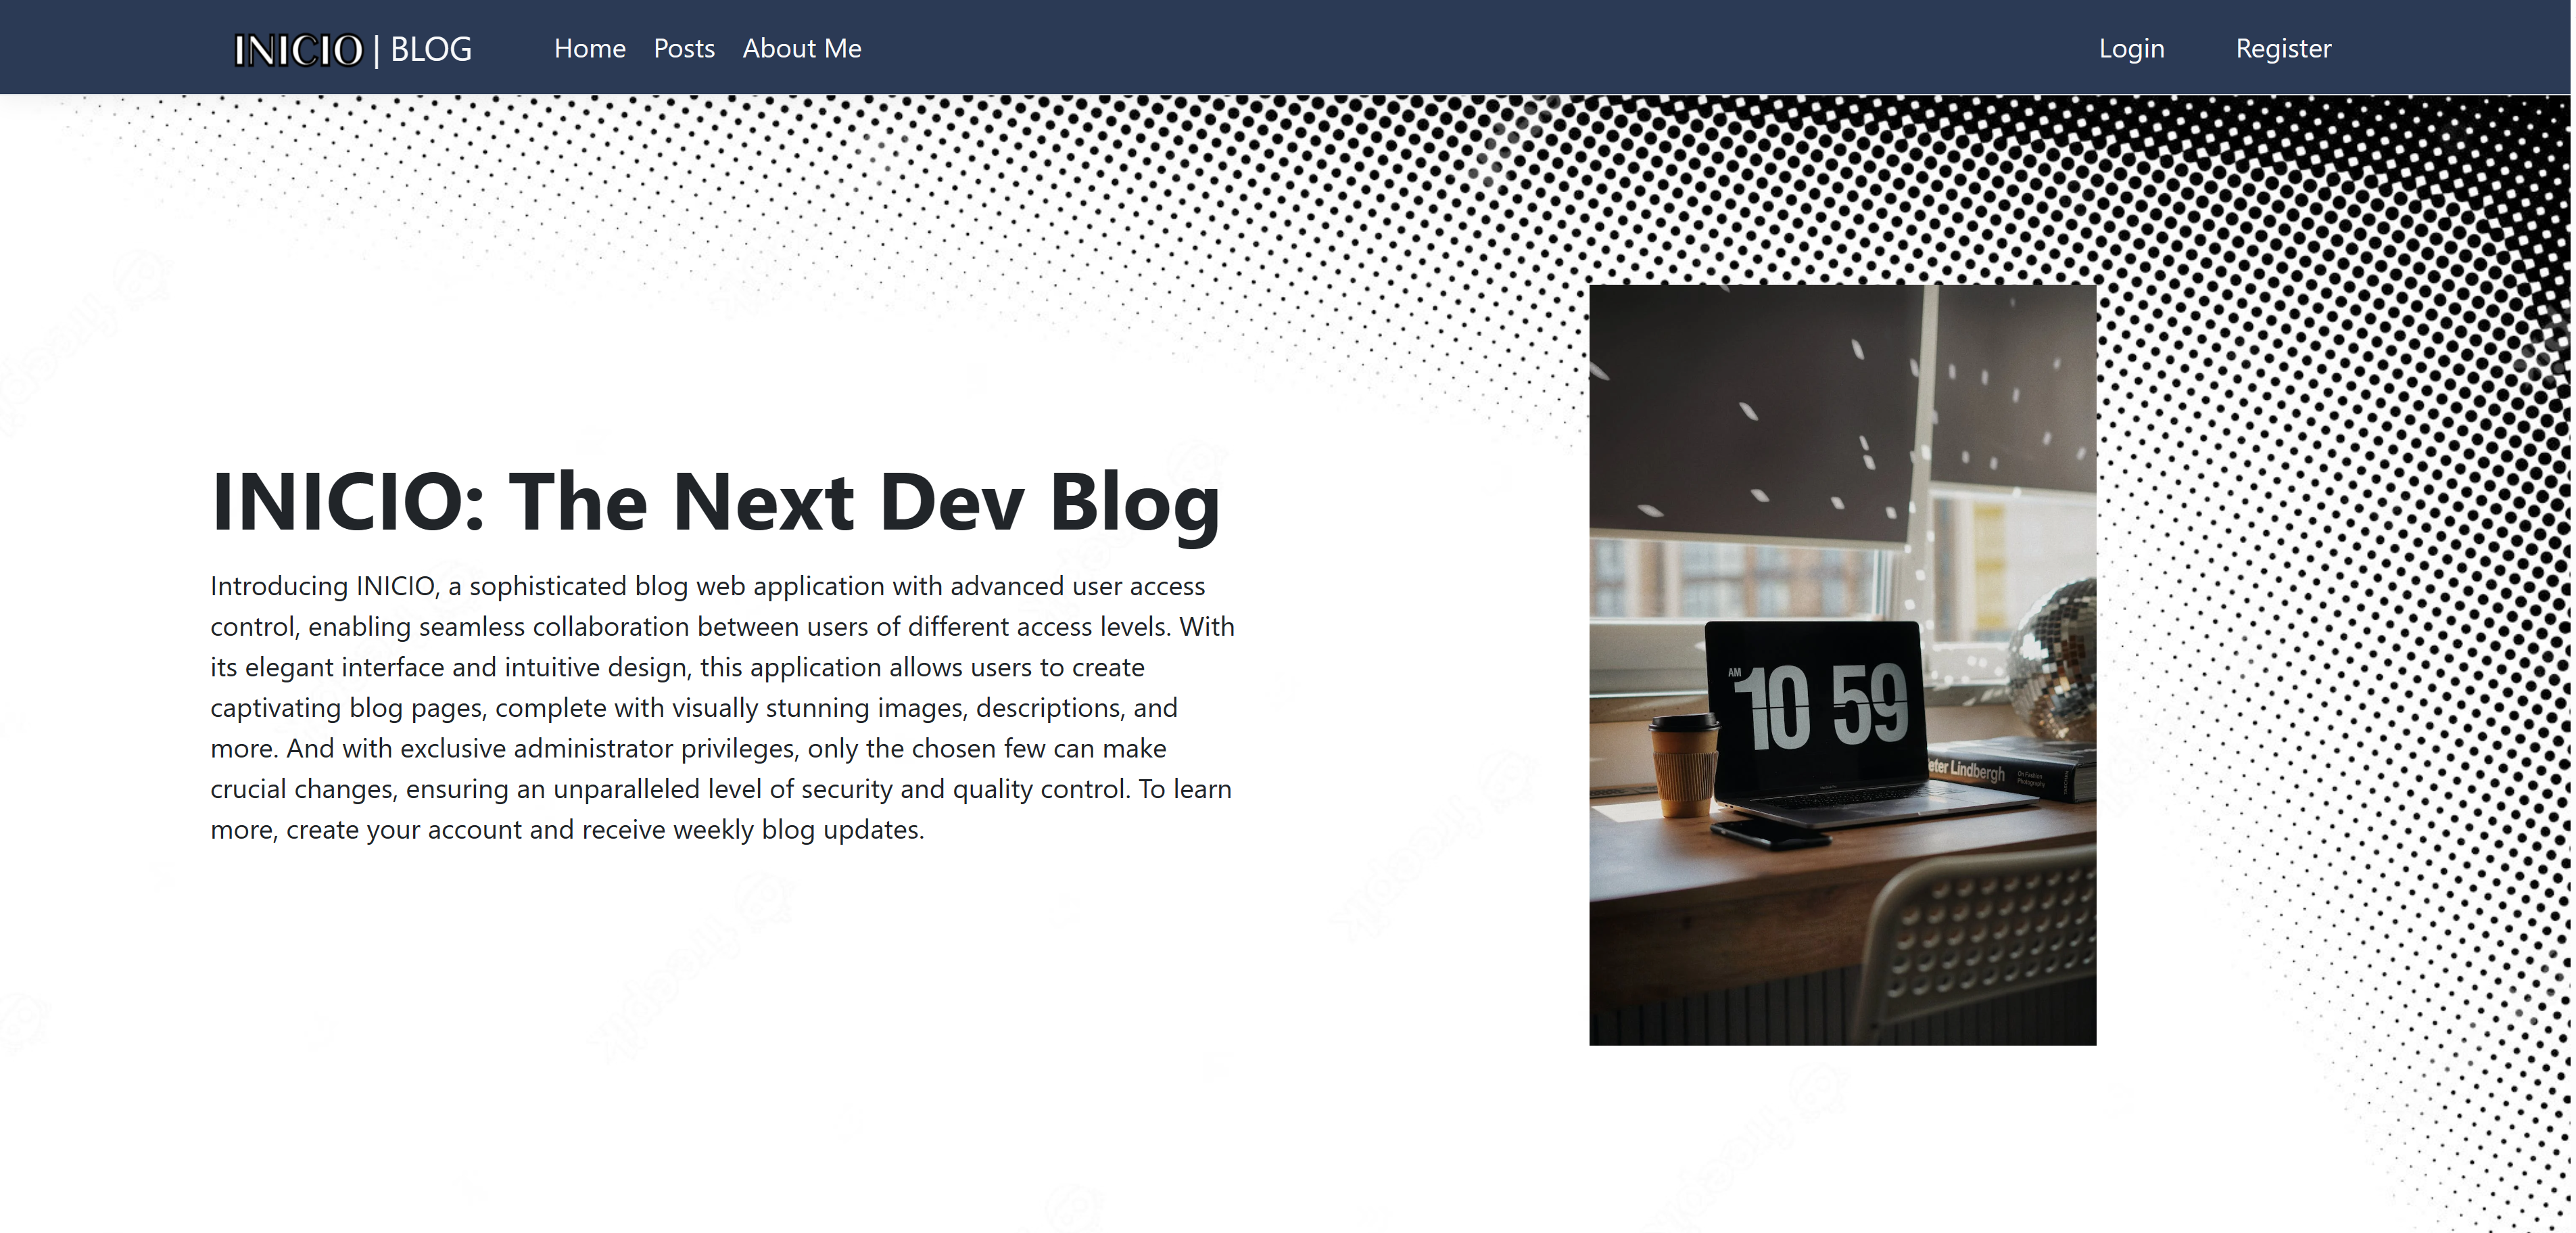 INICIO | BLOG Home Posts About Me Login Register
INICIO: The Next Dev Blog
Introducing INICIO, a sophisticated blog web application with advanced user access
control, enabling seamless collaboration between users of different access levels. With
its elegant interface and intuitive design, this application allows users to create
captivating blog pages, complete with visually stunning images, descriptions, and
more. And with exclusive administrator privileges, only the chosen few can make
crucial changes, ensuring an unparalleled level of security and quality control. To learn
more, create your account and receive weekly blog updates.
AM
10 59
Lindbergh
On Fashion
Photography